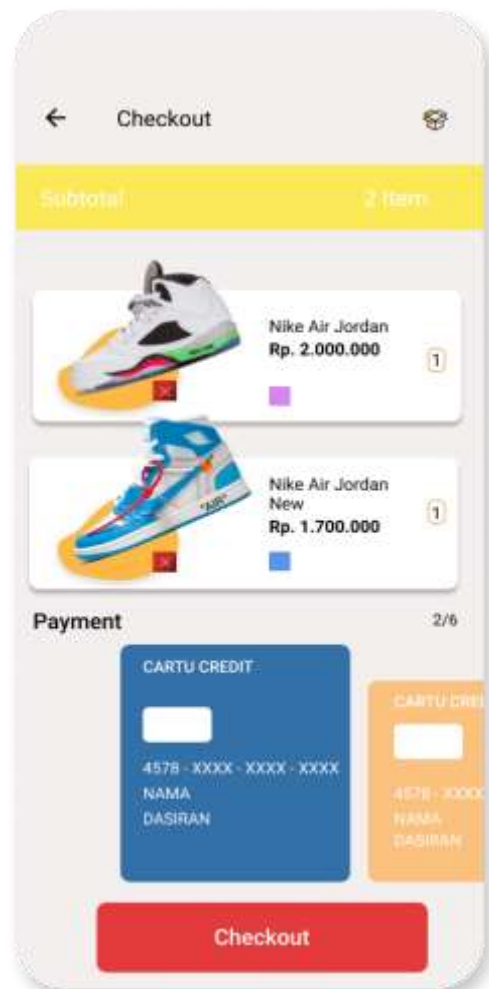 Checkout
Subtotal 2 Item
Nike Air Jordan
Rp. 2.000.000
1
Nike Air Jordan
New
Rp. 1.700.000
1
"AIR"
Payment 2/6
CARTU CREDIT
4578 - XXXX - XXXX - XXXX
NAMA
DASIRAN
CARTU CRE
4578 - XXXX
NAMA
DASIRAN
Checkout